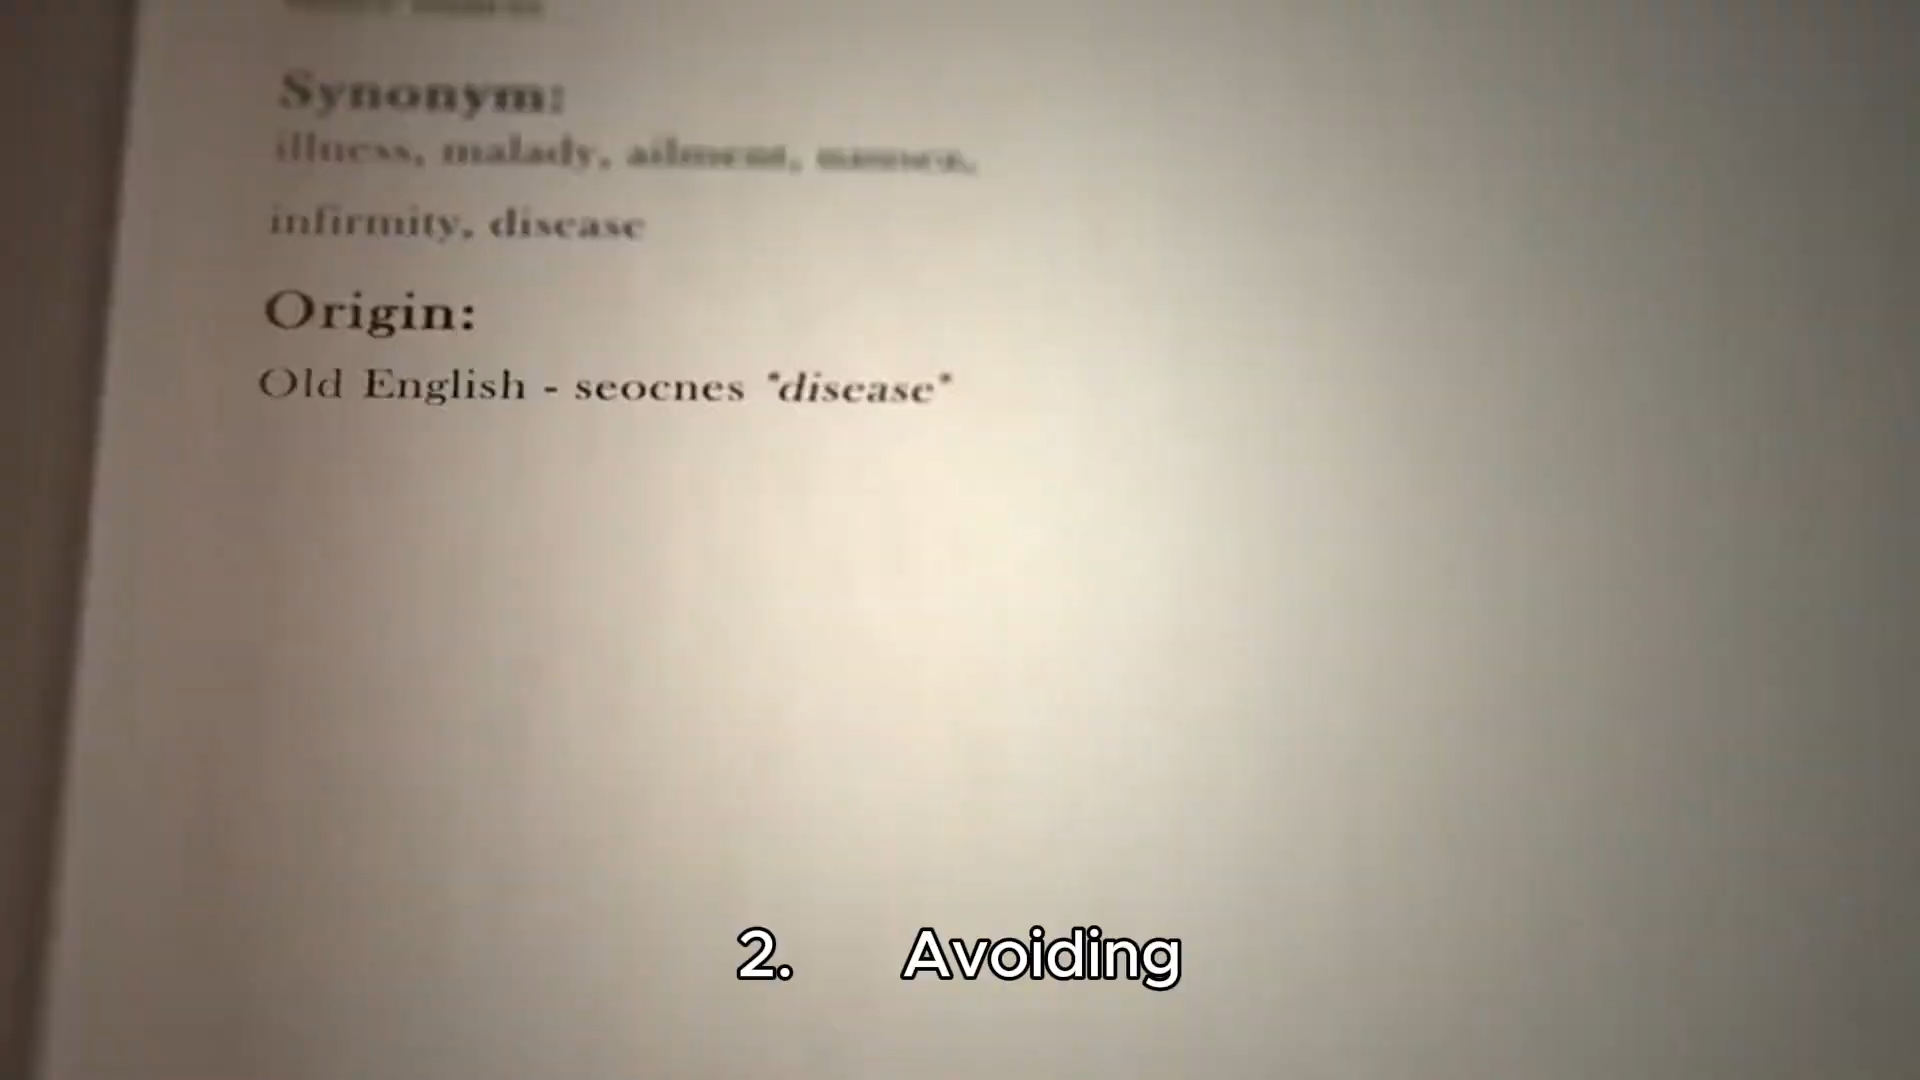 Synonym:
illness, malady, ailment,
infirmity, disease
Origin:
Old English - seocnes "disease"
2. Avoiding